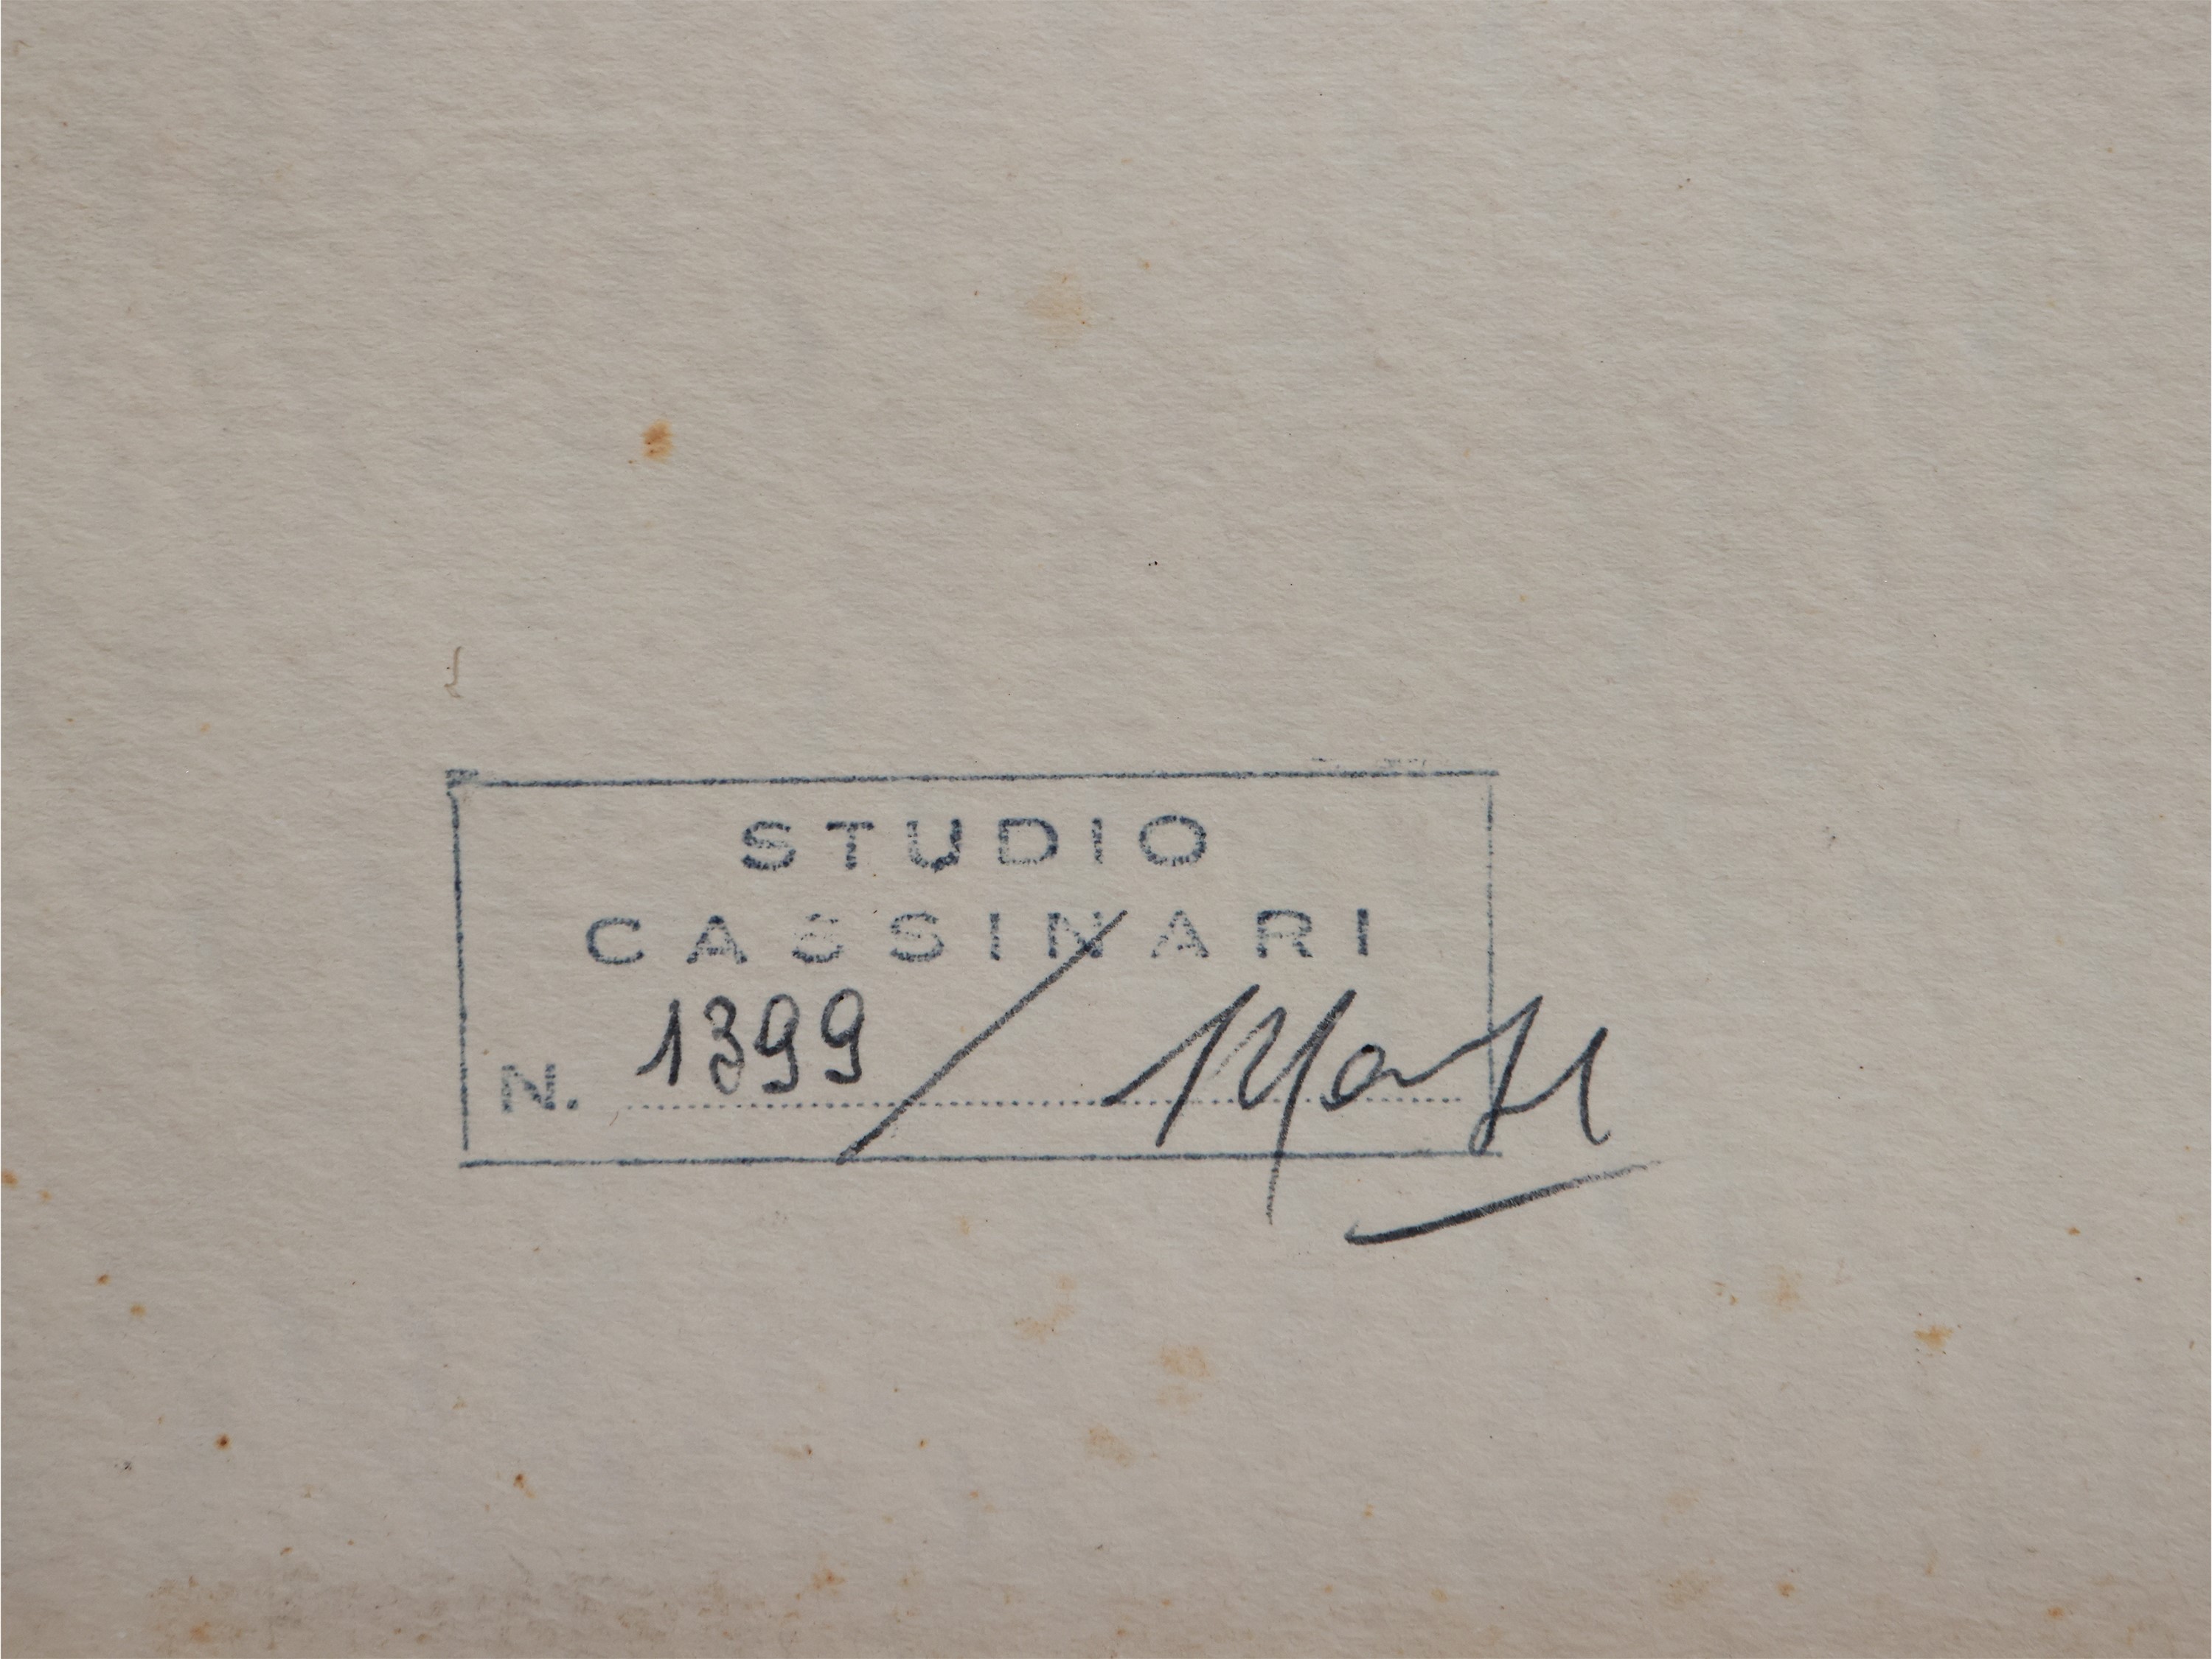 STUDIO
CASSINARI
N. 1399 /